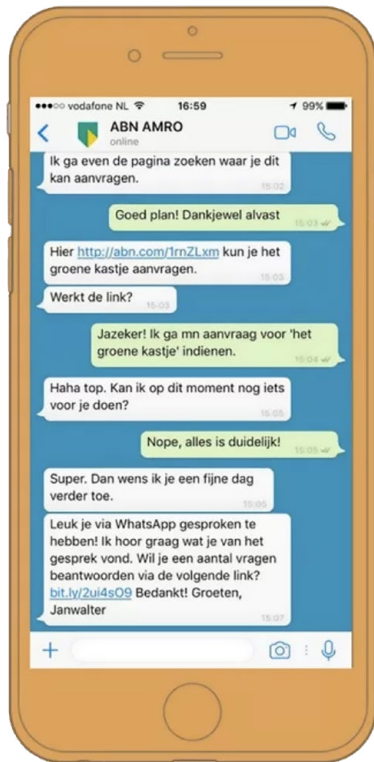 vodafone NL 16:59 99%
ABN AMRO
online
Ik ga even de pagina zoeken waar je dit
kan aanvragen.
15:02
Goed plan! Dankjewel alvast
15:03
Hier http://abn.com/1rnZLxm kun je het
groene kastje aanvragen.
15:03
Werkt de link?
15:03
Jazeker! Ik ga mn aanvraag voor 'het
groene kastje' indienen.
15:04
Haha top. Kan ik op dit moment nog iets
voor je doen?
15:05
Nope, alles is duidelijk!
15:05
Super. Dan wens ik je een fijne dag
verder toe.
15:05
Leuk je via WhatsApp gesproken te
hebben! Ik hoor graag wat je van het
gesprek vond. Wil je een aantal vragen
beantwoorden via de volgende link?
bit.ly/2ui4sO9 Bedankt! Groeten,
Janwalter
15:07